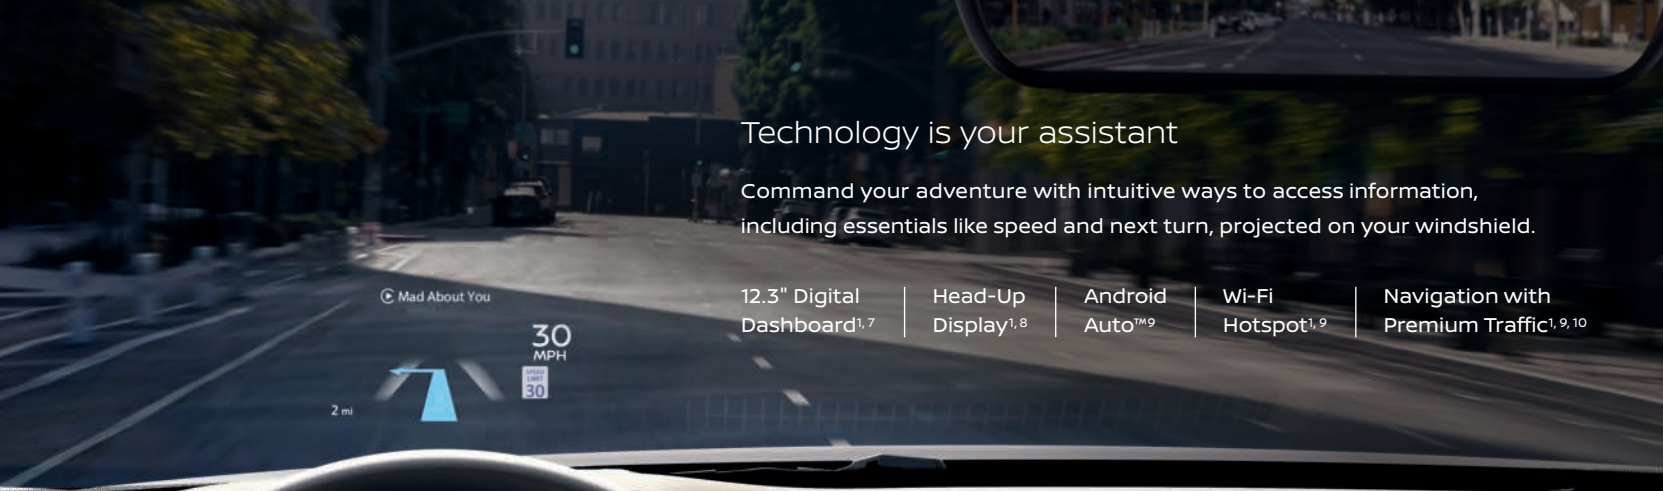 Technology is your assistant
Command your adventure with intuitive ways to access information,
including essentials like speed and next turn, projected on your windshield.
12.3" Digital
Dashboard1, 7
Head-Up
Display1, 8
Android
Auto™9
Wi-Fi
Hotspot1, 9
Navigation with
Premium Traffic1, 9, 10
Mad About You
30
MPH
SPEED
LIMIT
30
2 mi